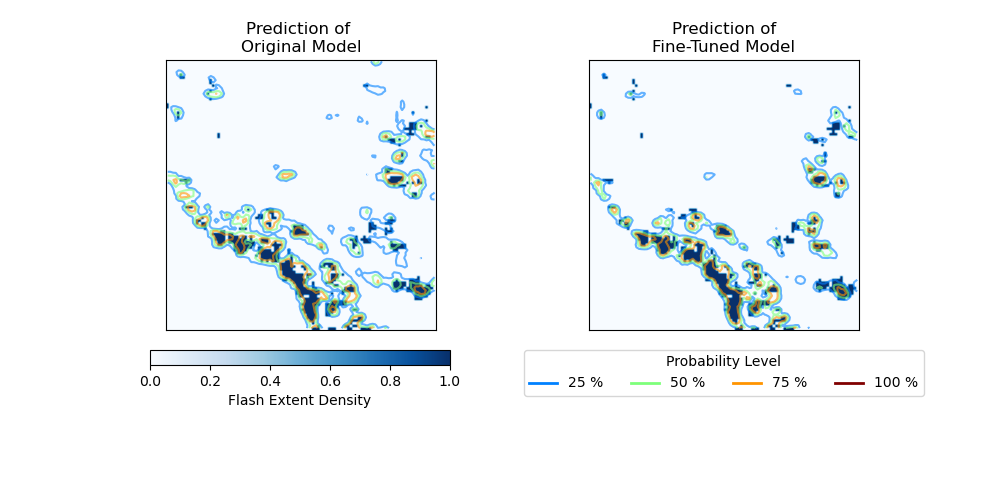 Prediction of
Original Model
Prediction of
Fine-Tuned Model
0.0 0.2 0.4 0.6 0.8 1.0
Flash Extent Density
Probability Level
25 % 50 % 75 % 100 %